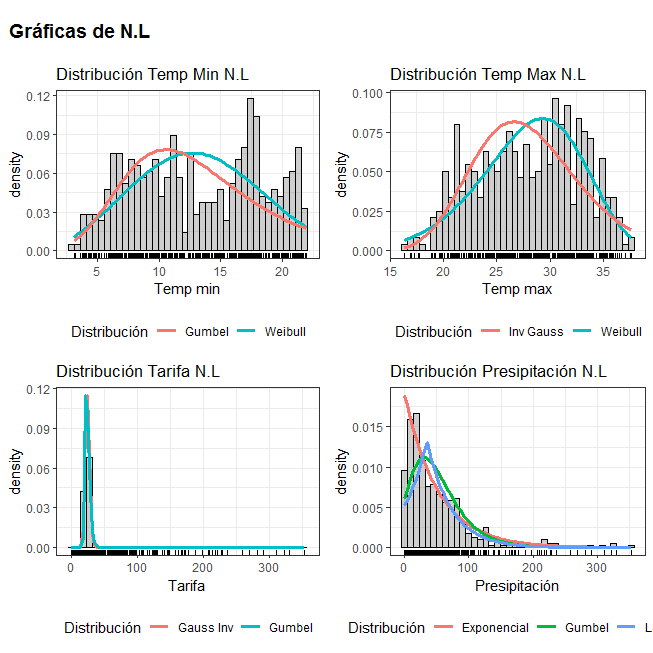 Gráficas de N.L
Distribución Temp Min N.L
0.12
0.09
0.06
0.03
0.00
density
5 10 15 20
Temp min
Distribución Gumbel Weibull
Distribución Temp Max N.L
0.100
0.075
0.050
0.025
0.000
density
15 20 25 30 35
Temp max
Distribución Inv Gauss Weibull
Distribución Tarifa N.L
0.12
0.09
0.06
0.03
0.00
density
0 100 200 300
Tarifa
Distribución Gauss Inv Gumbel
Distribución Presipitación N.L
0.015
0.010
0.005
0.000
density
0 100 200 300
Presipitación
Distribución Exponencial Gumbel L